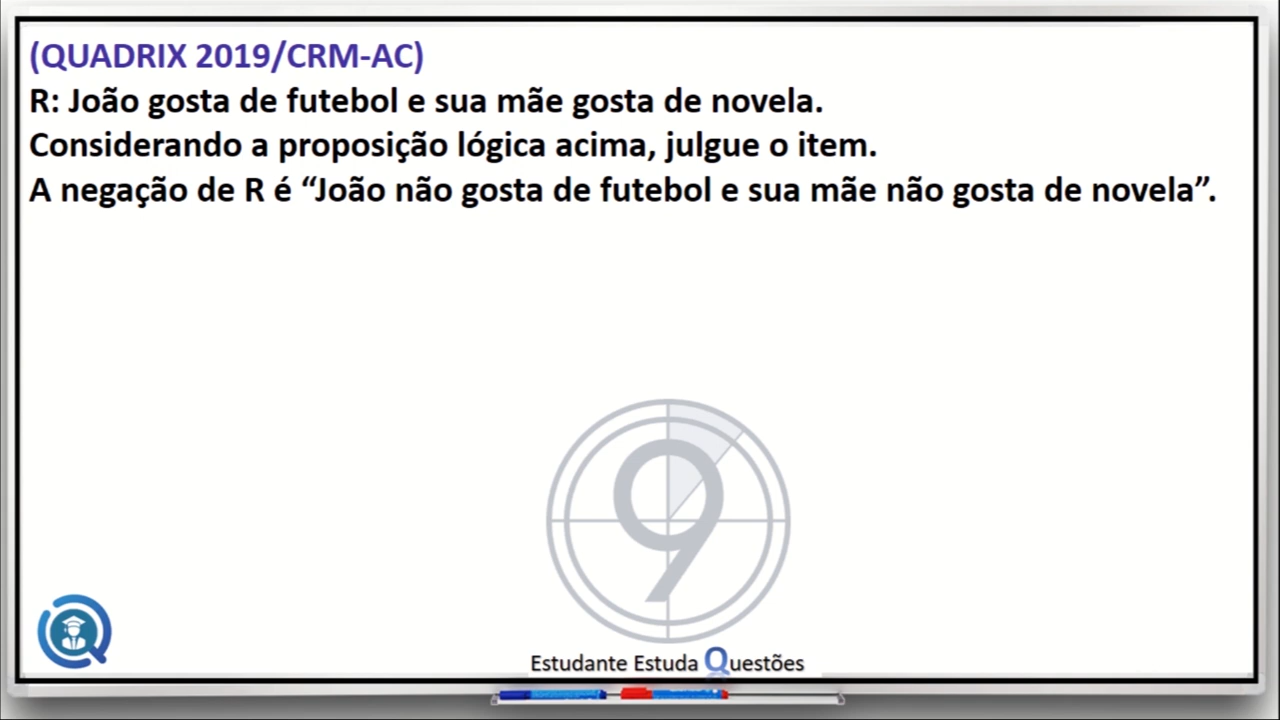 (QUADRIX 2019/CRM-AC)
R: João gosta de futebol e sua mãe gosta de novela.
Considerando a proposição lógica acima, julgue o item.
A negação de R é “João não gosta de futebol e sua mãe não gosta de novela”.
9
Estudante Estuda Questões